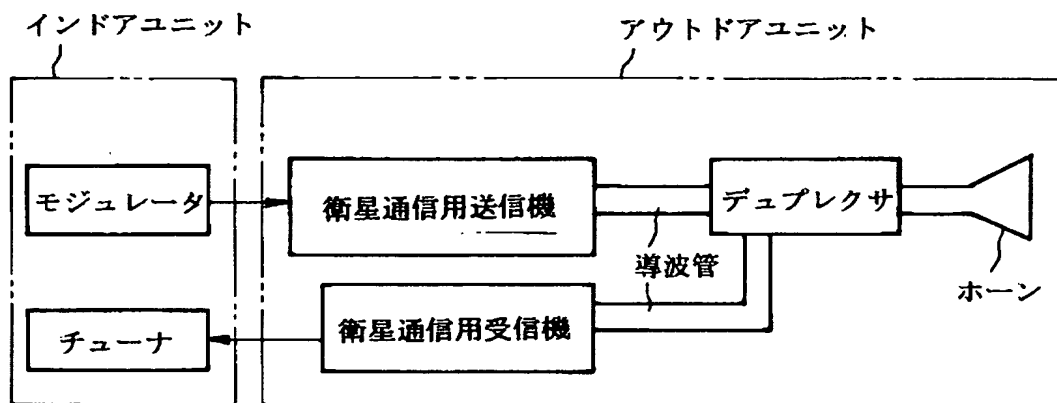 インドアユニット
アウトドアユニット
モジュレータ
衛星通信用送信機
デュプレクサ
導波管
ホーン
チューナ
衛星通信用受信機